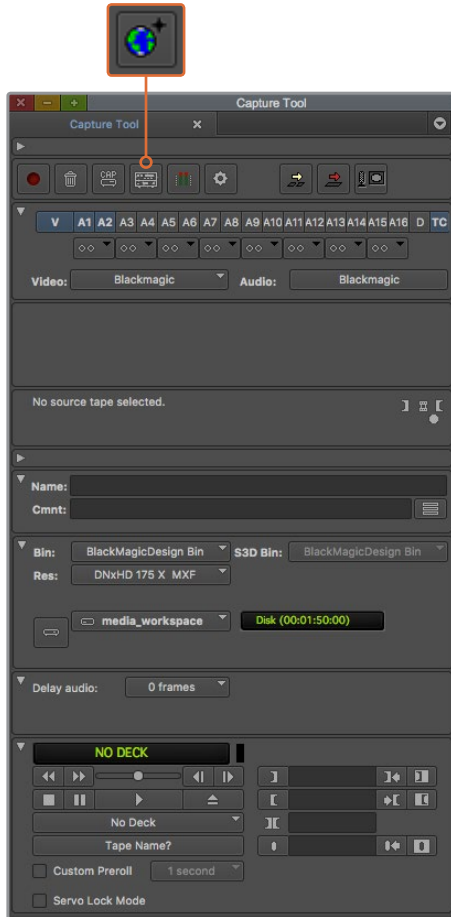 Capture Tool
Capture Tool
CAP
V A1 A2 A3 A4 A5 A6 A7 A8 A9 A10 A11 A12 A13 A14 A15 A16 D TC
Video: Blackmagic Audio: Blackmagic
No source tape selected.
Name:
Cmnt:
Bin: BlackMagicDesign Bin S3D Bin: BlackMagicDesign Bin
Res: DNxHD 175 X MXF
media_workspace Disk (00:01:50:00)
Delay audio: 0 frames
NO DECK
No Deck
Tape Name?
Custom Preroll 1 second
Servo Lock Mode